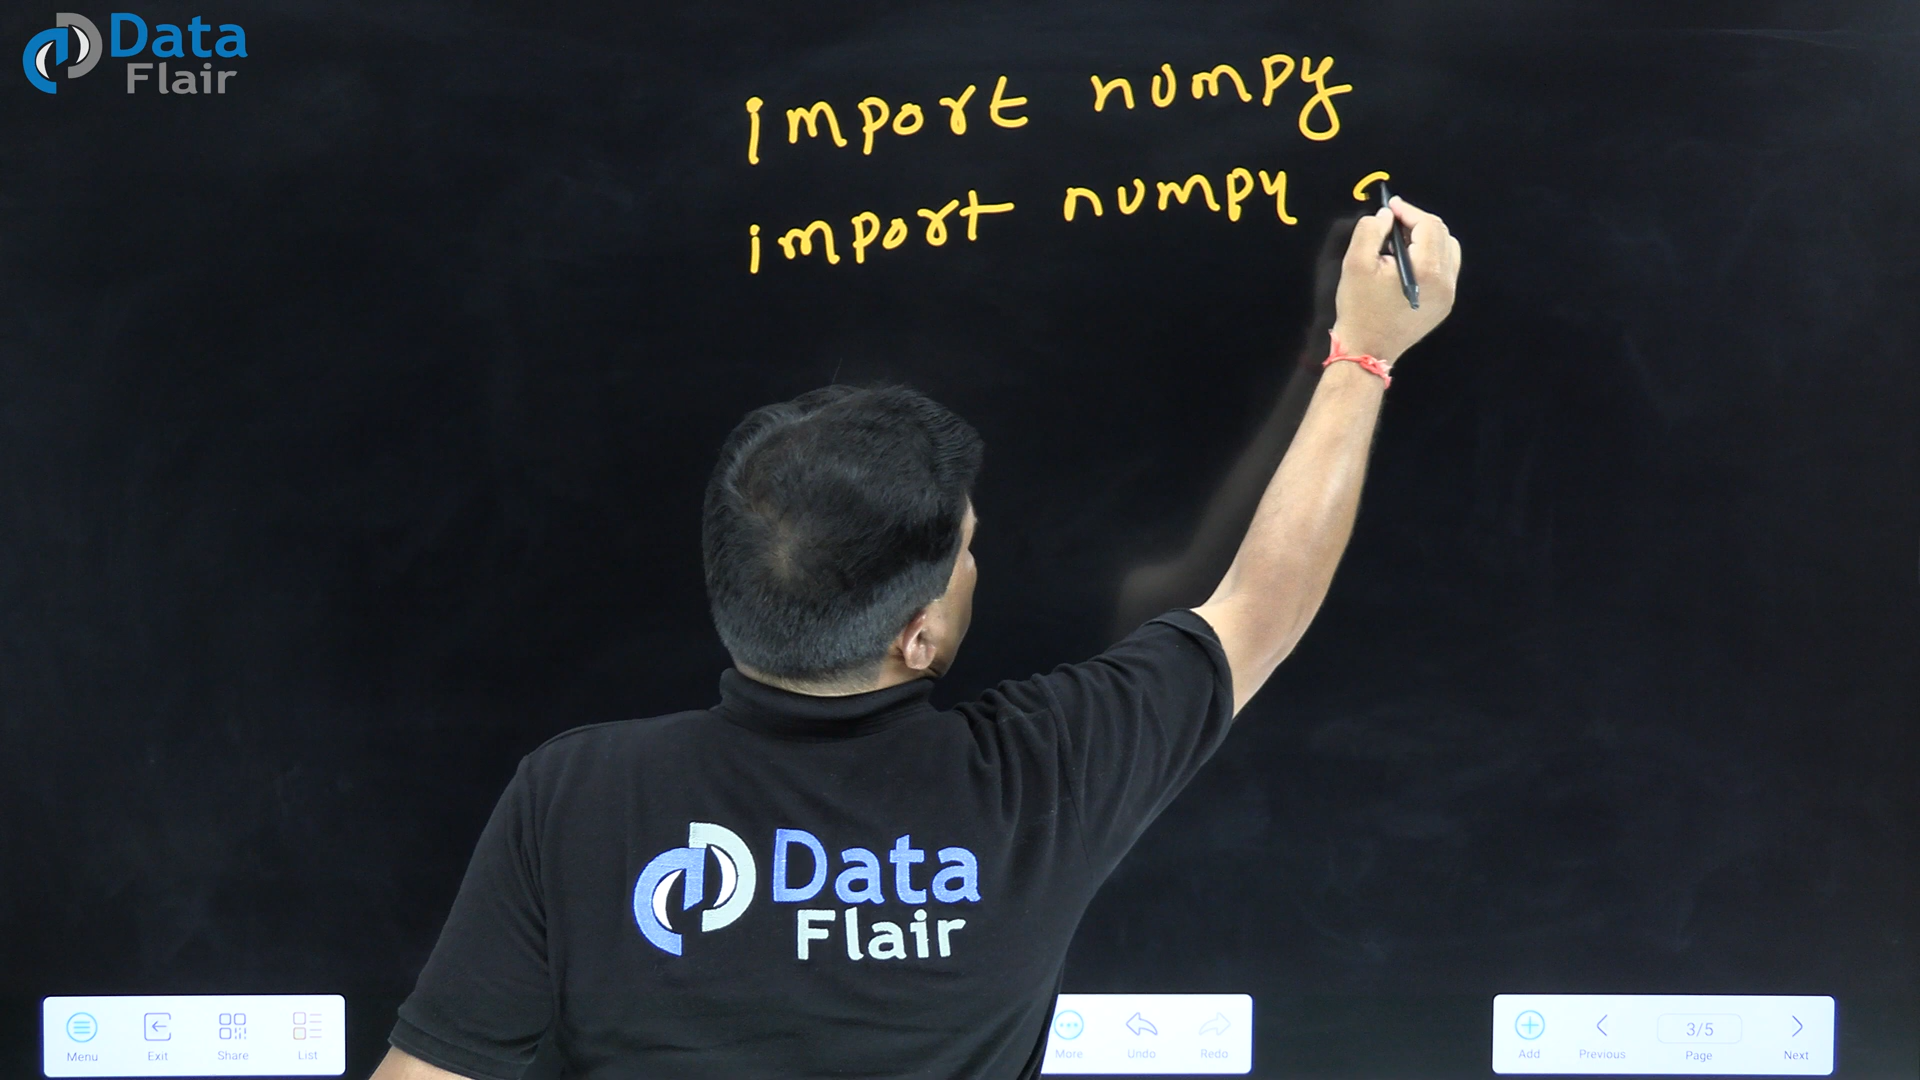 Data
Flair
import numpy
import numpy
Data
Flair
Menu
Exit
Share
List
More
Undo
Redo
Add
Previous
3/5
Page
Next